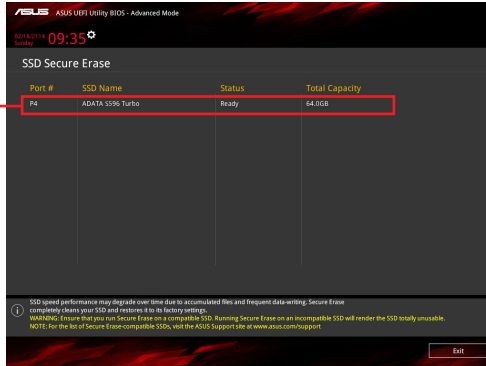 ASUS ASUS UEFI Utility BIOS - Advanced Mode
02/16/2114
Sunday 09:35
SSD Secure Erase
Port # SSD Name Status Total Capacity
P4 ADATA S596 Turbo Ready 64.0GB
SSD speed performance may degrade over time due to accumulated files and frequent data-writing. Secure Erase
completely cleans your SSD and restores it to its factory settings.
WARNING: Ensure that you run Secure Erase on a compatible SSD. Running Secure Erase on an incompatible SSD will render the SSD totally unusable.
NOTE: For the list of Secure Erase-compatible SSDs, visit the ASUS Support site at www.asus.com/support
Exit